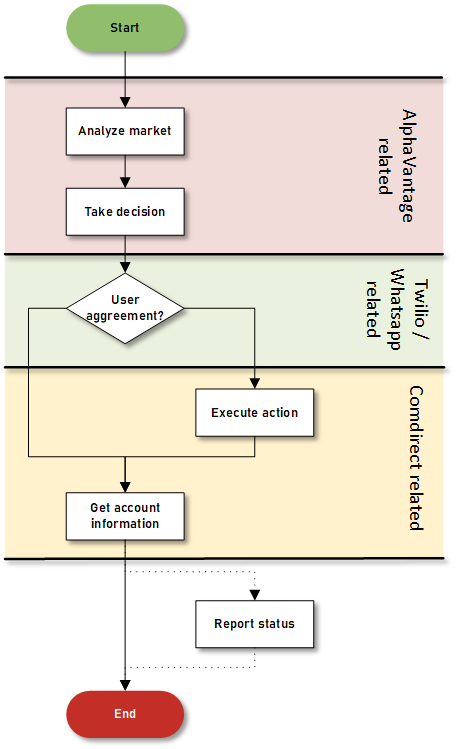 Start
Analyze market
AlphaVantage
related
Take decision
User
aggreement?
Twilio /
Whatsapp
related
Execute action
Comdirect related
Get account
information
Report status
End